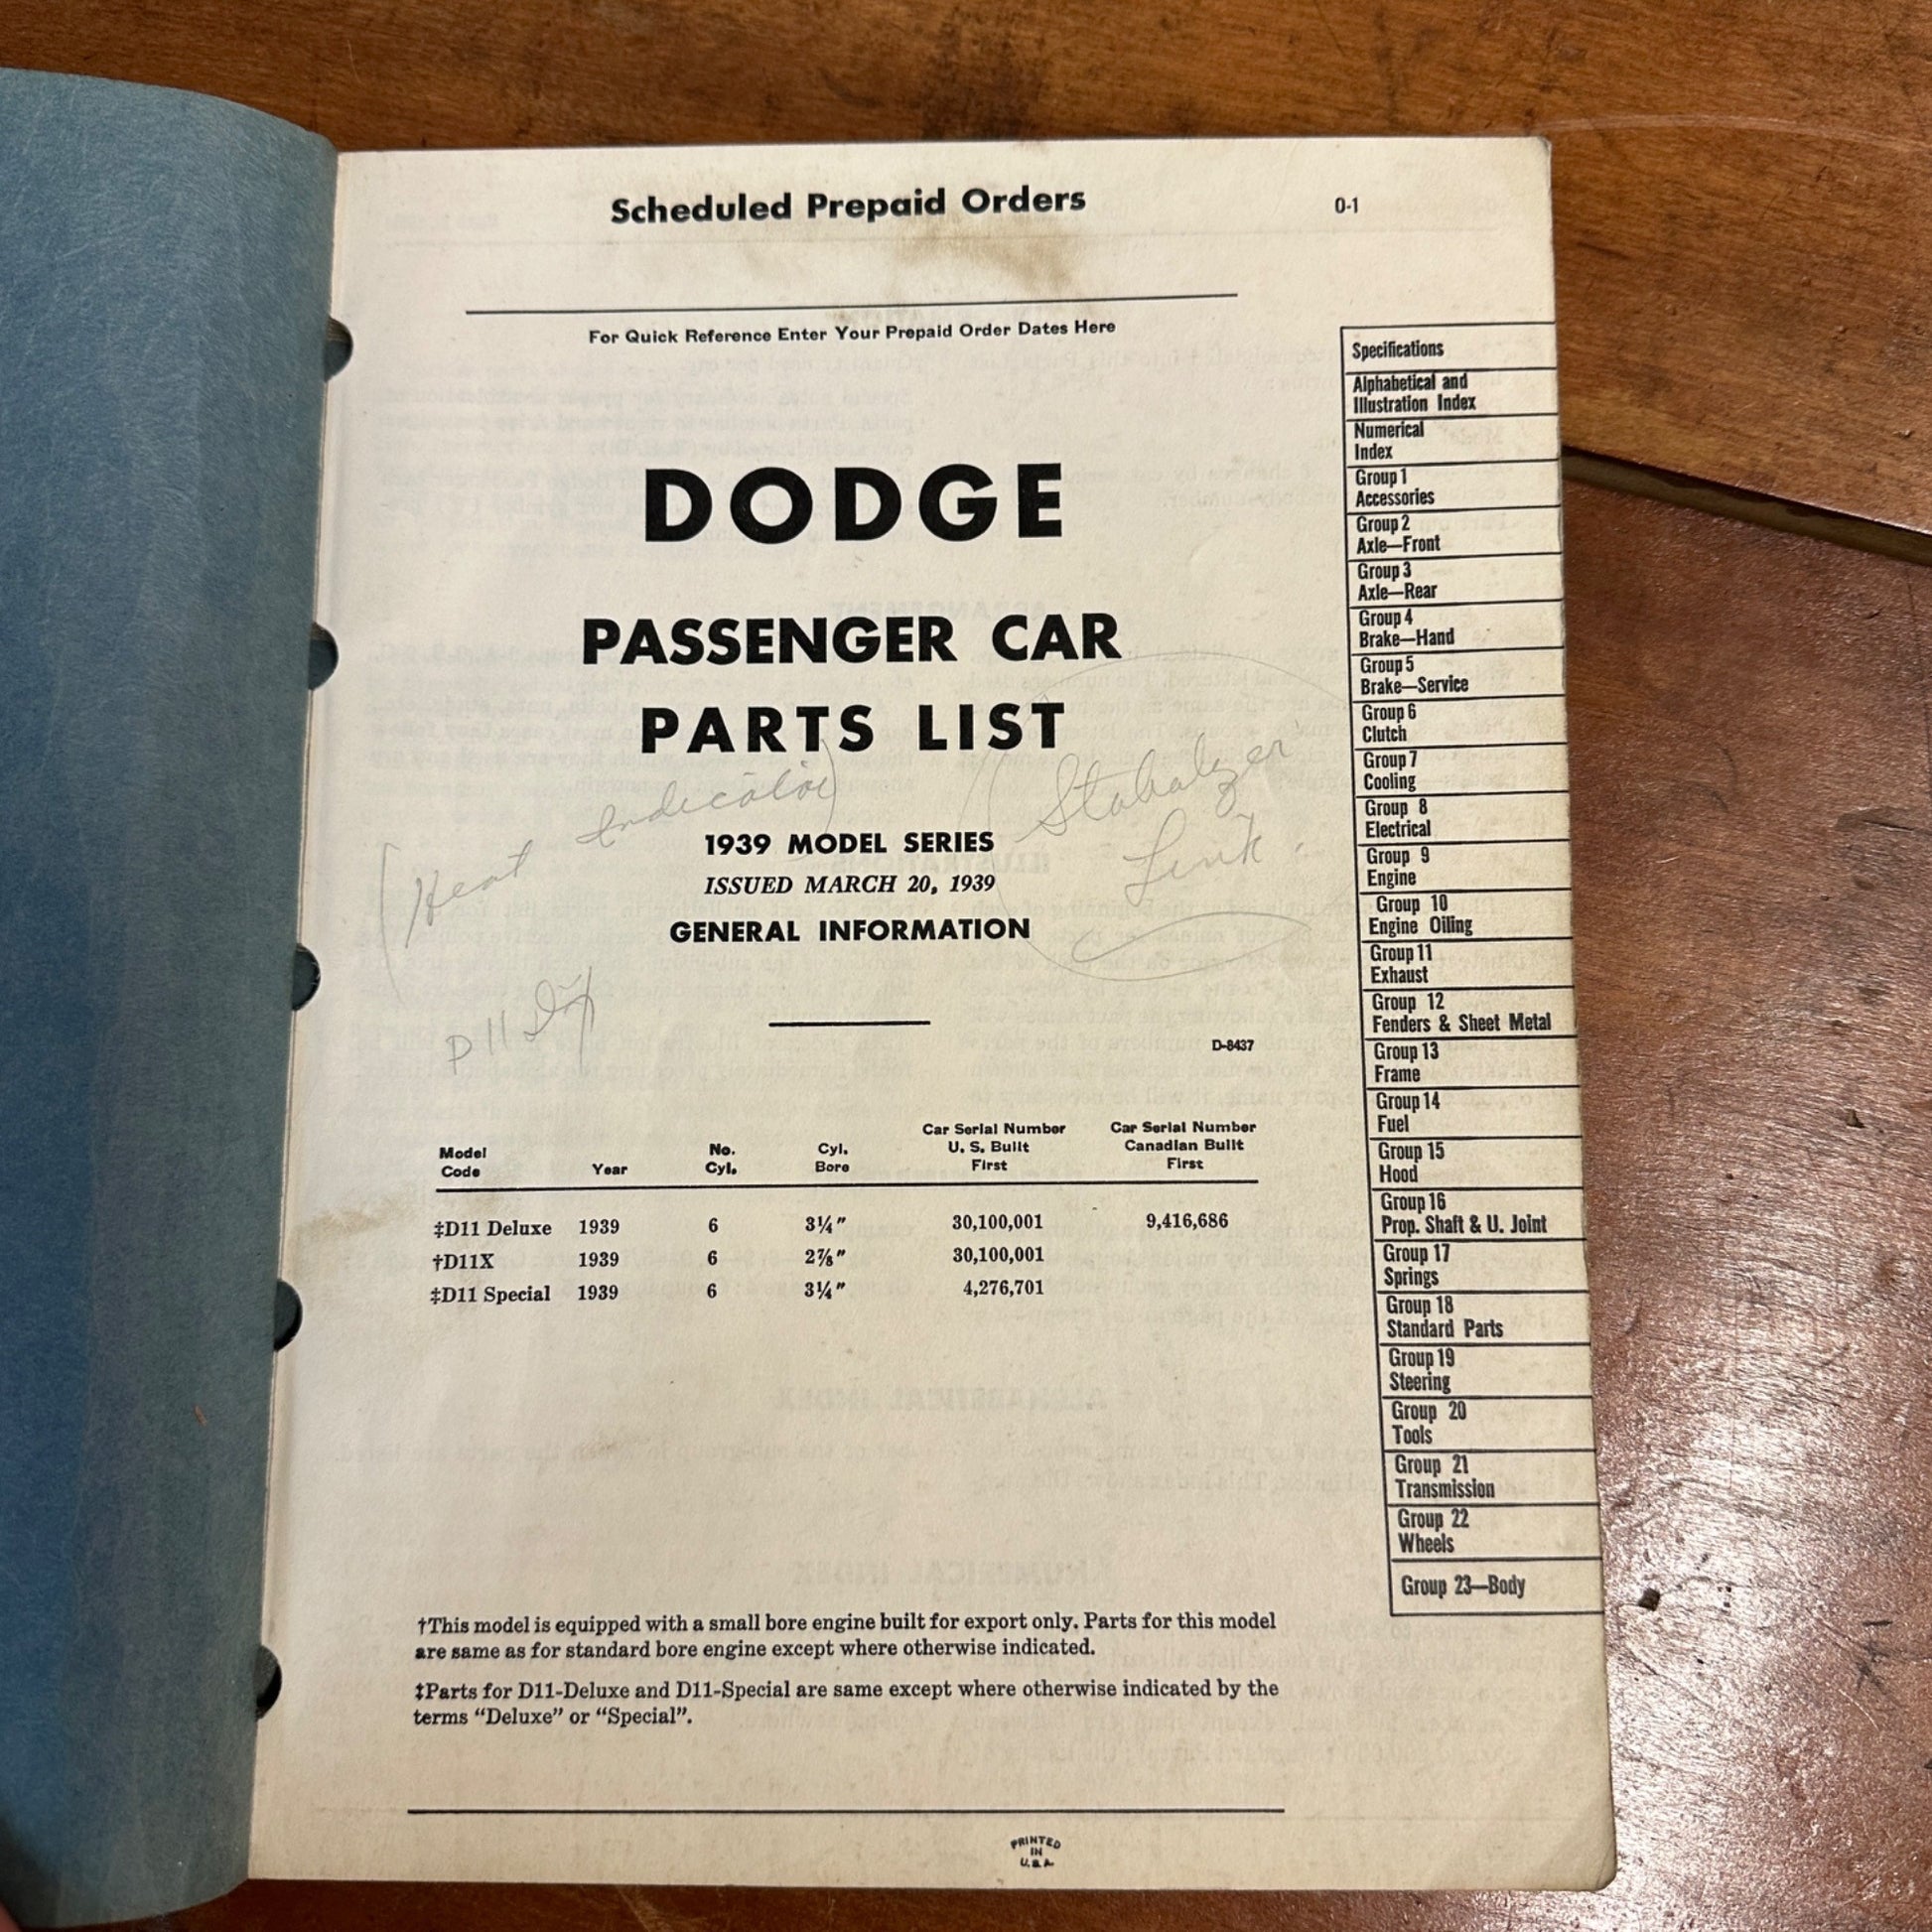 Scheduled Prepaid Orders
0-1
For Quick Reference Enter Your Prepaid Order Dates Here
DODGE
PASSENGER CAR
PARTS LIST
Heat Indicator
Stabalyzer
Link
1939 MODEL SERIES
ISSUED MARCH 20, 1939
GENERAL INFORMATION
D-8437
Model Code Year No. Cyl. Cyl. Bore Car Serial Number U. S. Built First Car Serial Number Canadian Built First
‡D11 Deluxe 1939 6 3¼″ 30,100,001 9,416,686
†D11X 1939 6 2⅞″ 30,100,001
‡D11 Special 1939 6 3¼″ 4,276,701
†This model is equipped with a small bore engine built for export only. Parts for this model
are same as for standard bore engine except where otherwise indicated.
‡Parts for D11-Deluxe and D11-Special are same except where otherwise indicated by the
terms “Deluxe” or “Special”.
PRINTED
IN
U.S.A.
Specifications
Alphabetical and
Illustration Index
Numerical
Index
Group 1
Accessories
Group 2
Axle—Front
Group 3
Axle—Rear
Group 4
Brake—Hand
Group 5
Brake—Service
Group 6
Clutch
Group 7
Cooling
Group 8
Electrical
Group 9
Engine
Group 10
Engine Oiling
Group 11
Exhaust
Group 12
Fenders & Sheet Metal
Group 13
Frame
Group 14
Fuel
Group 15
Hood
Group 16
Prop. Shaft & U. Joint
Group 17
Springs
Group 18
Standard Parts
Group 19
Steering
Group 20
Tools
Group 21
Transmission
Group 22
Wheels
Group 23—Body